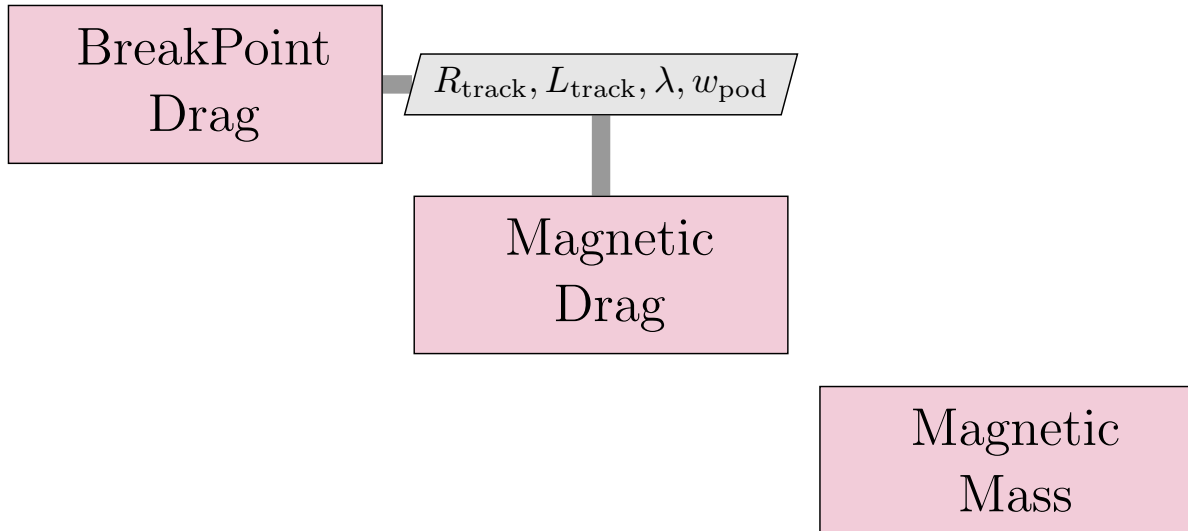 BreakPoint
Drag
R_track, L_track, λ, w_pod
Magnetic
Drag
Magnetic
Mass